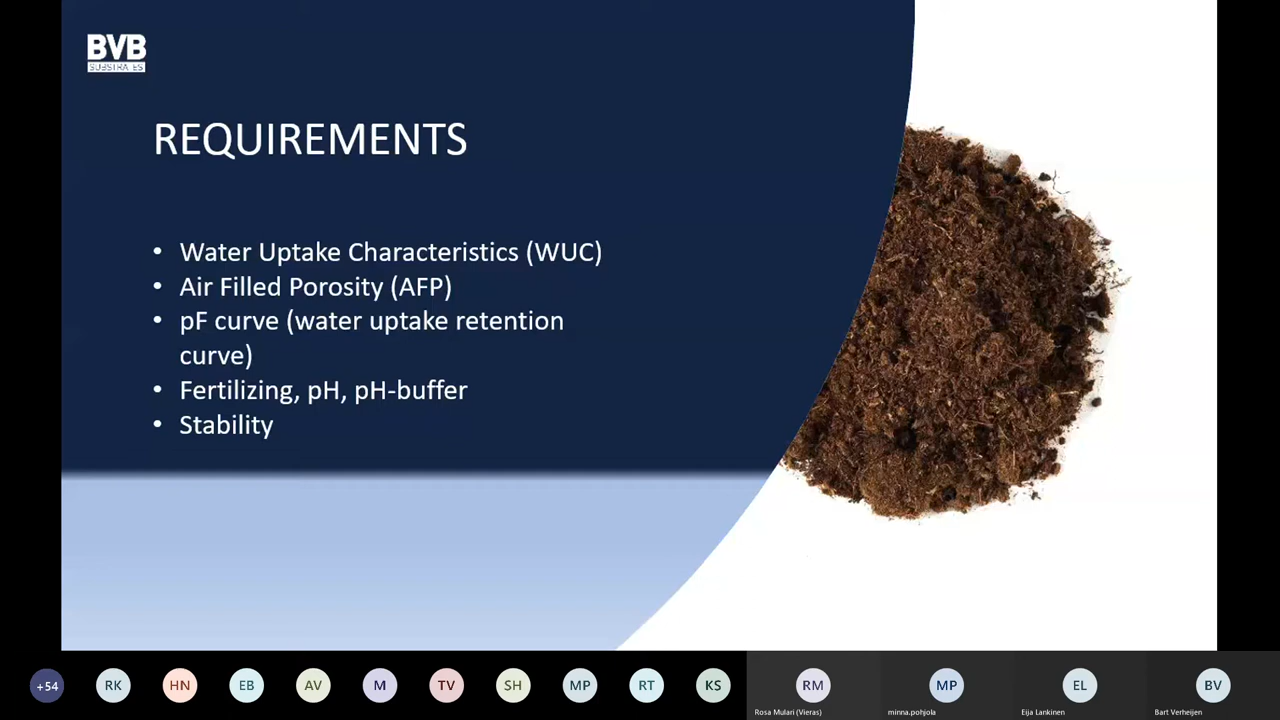 BVB
SUBSTRATES
REQUIREMENTS
• Water Uptake Characteristics (WUC)
• Air Filled Porosity (AFP)
• pF curve (water uptake retention
curve)
• Fertilizing, pH, pH-buffer
• Stability
+54 RK HN EB AV M TV SH MP RT KS RM MP EL BV
Rosa Mulari (Vieras) minna.pohjola Eija Lankinen Bart Verheijen